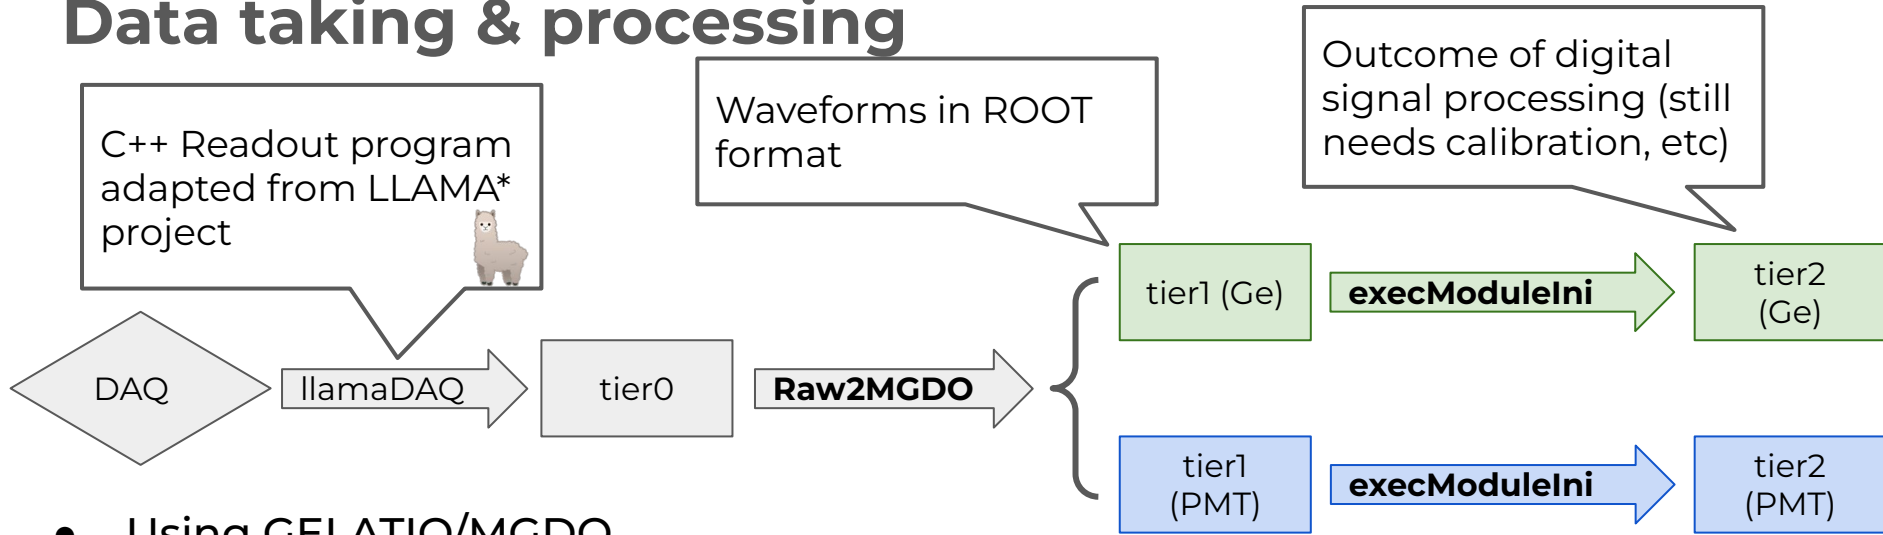 Data taking & processing
C++ Readout program
adapted from LLAMA*
project
Waveforms in ROOT
format
Outcome of digital
signal processing (still
needs calibration, etc)
DAQ
llamaDAQ
tier0
Raw2MGDO
tier1 (Ge)
execModuleIni
tier2
(Ge)
tier1
(PMT)
execModuleIni
tier2
(PMT)
● Using GELATIO/MGDO